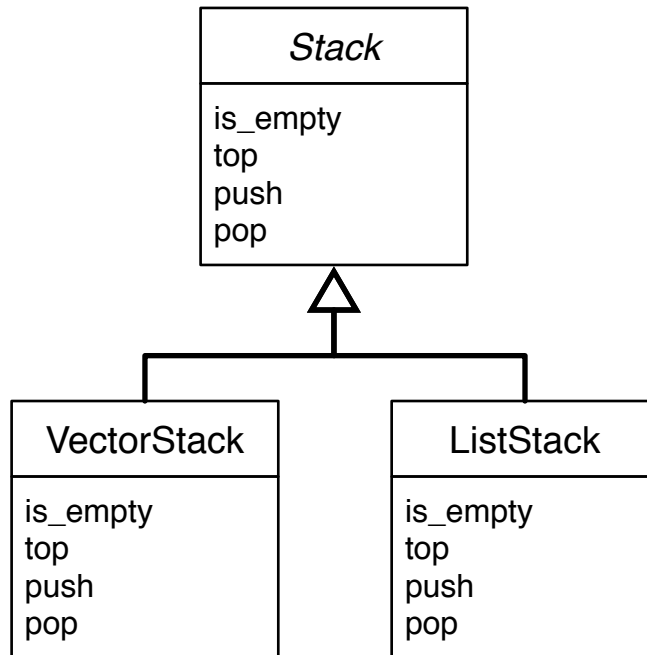 Stack
is_empty
top
push
pop
VectorStack
is_empty
top
push
pop
ListStack
is_empty
top
push
pop